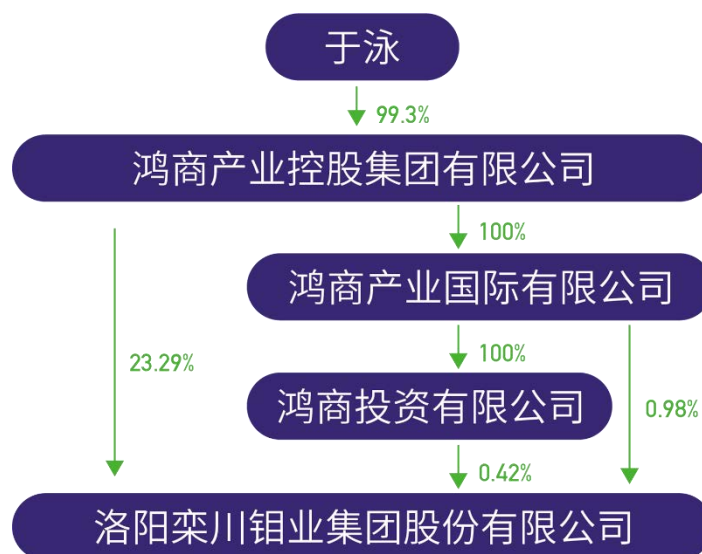 于泳
99.3%
鸿商产业控股集团有限公司
100%
鸿商产业国际有限公司
23.29%
100%
鸿商投资有限公司
0.98%
0.42%
洛阳栾川钼业集团股份有限公司